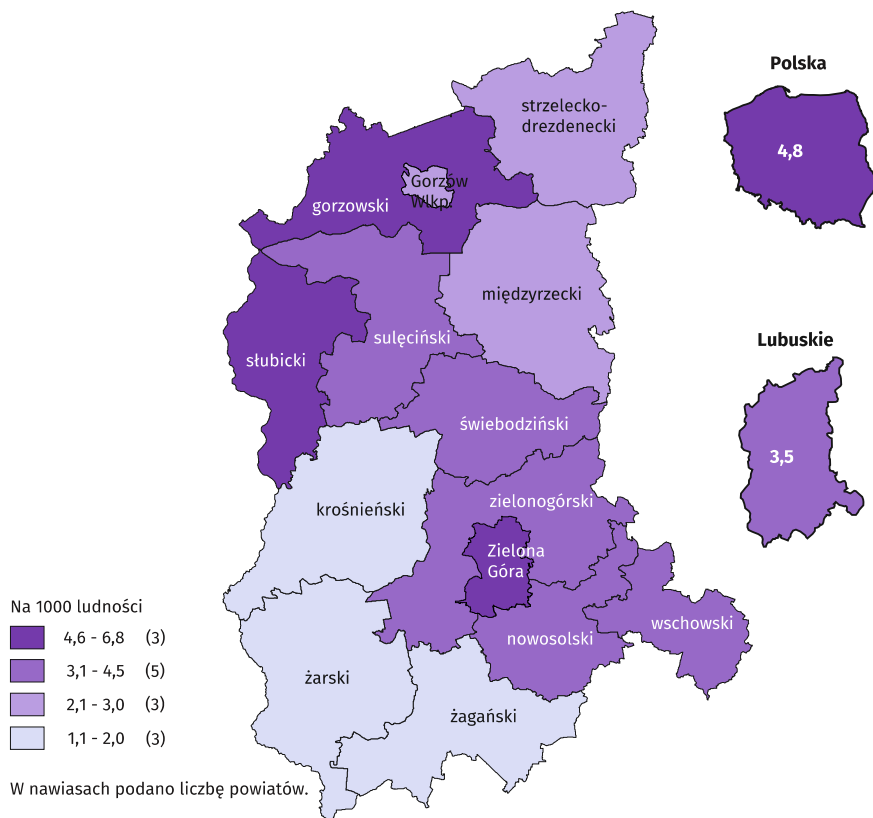 Polska
4,8
strzelecko-
drezdenecki
Gorzów
Wlkp.
gorzowski
międzyrzecki
sulęciński
słubicki
Lubuskie
3,5
świebodziński
krośnieński
zielonogórski
Zielona
Góra
wschowski
nowosolski
żarski
żagański
Na 1000 ludności
4,6 - 6,8 (3)
3,1 - 4,5 (5)
2,1 - 3,0 (3)
1,1 - 2,0 (3)
W nawiasach podano liczbę powiatów.